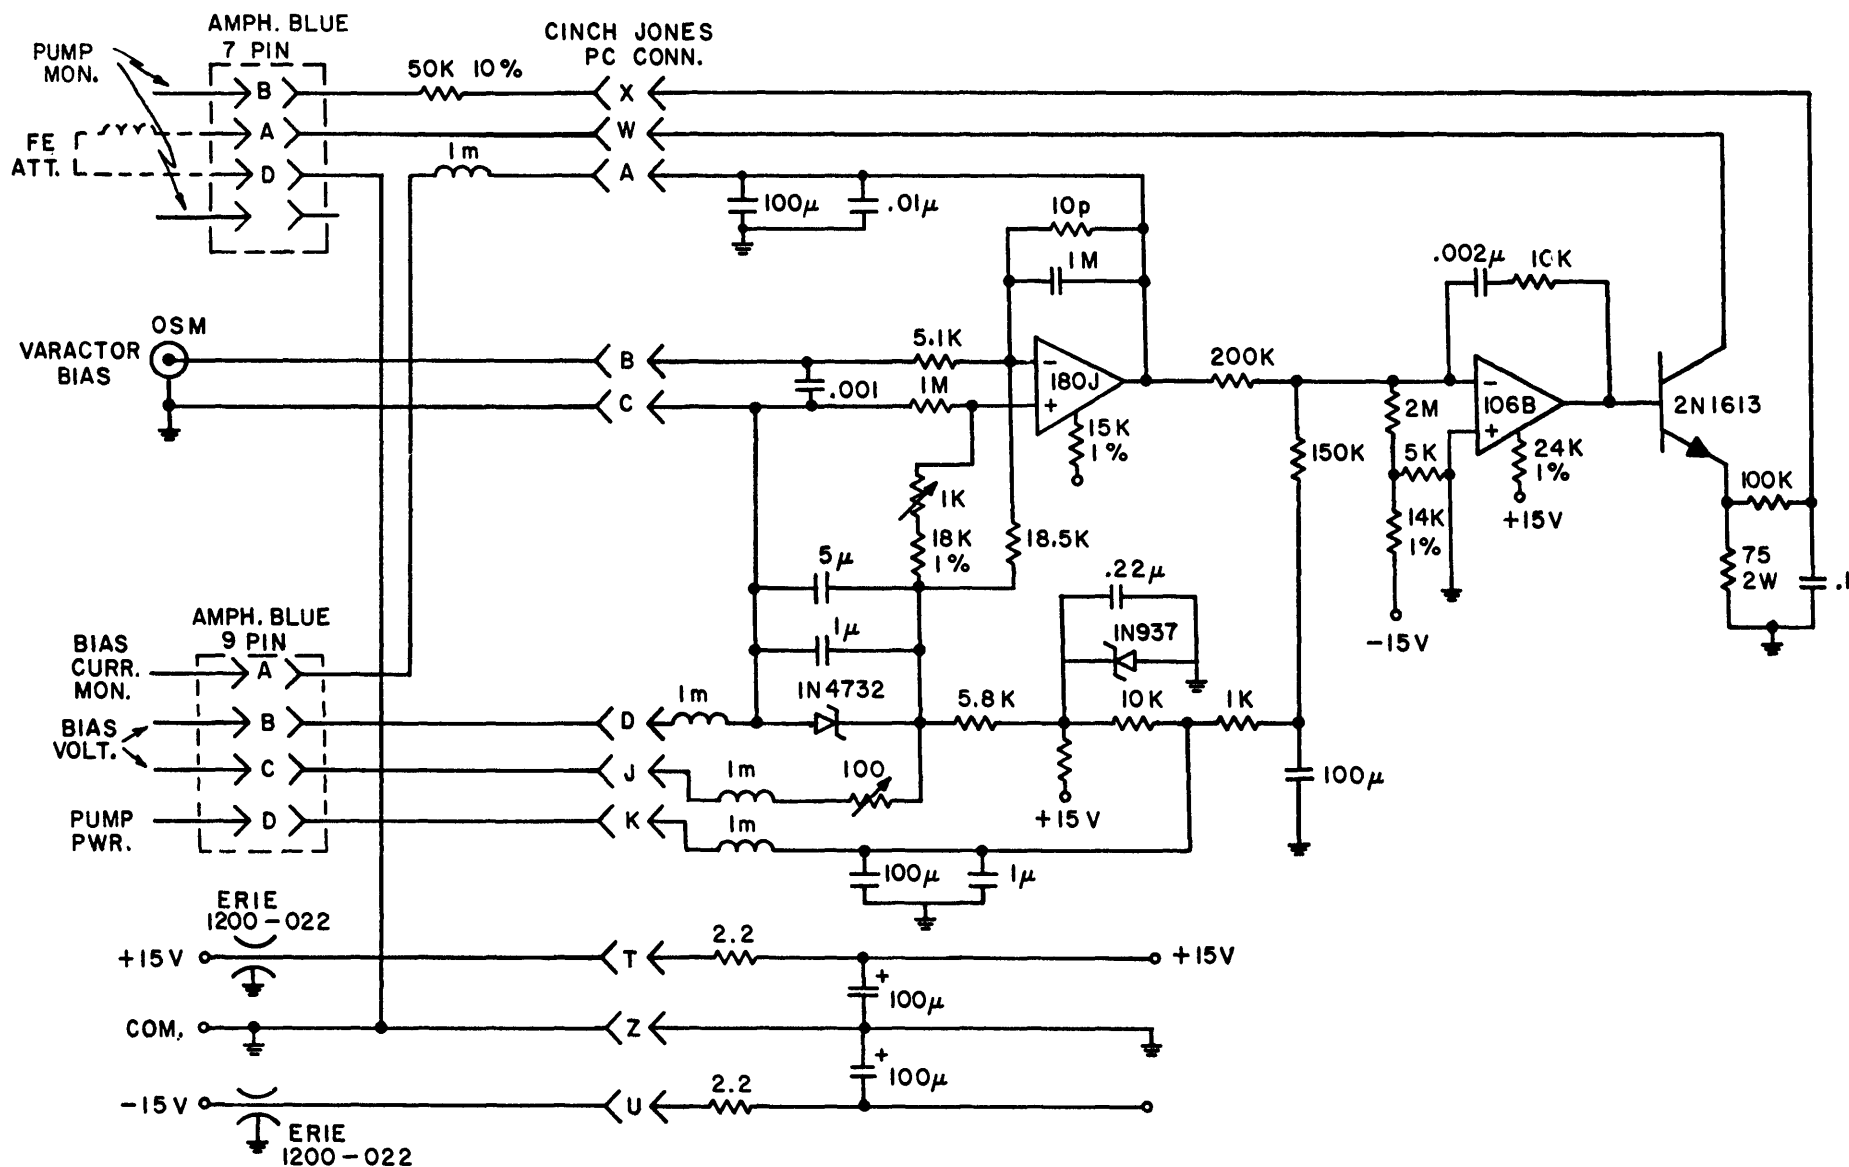 AMPH. BLUE
7 PIN
CINCH JONES
PC CONN.
PUMP
MON.
B
50K 10%
X
FE
ATT.
A
W
D
1m
A
100µ
.01µ
10p
1M
.002µ
10K
OSM
VARACTOR
BIAS
B
5.1K
-
180J
+
200K
-
106B
+
2N1613
C
.001
1M
15K
1%
2M
5K
24K
1%
+15V
150K
100K
1K
18K
1%
18.5K
14K
1%
-15V
75
2W
.1
5µ
.22µ
1µ
1N937
AMPH. BLUE
9 PIN
BIAS
CURR.
MON.
A
1N4732
BIAS
VOLT.
B
D
1m
5.8K
10K
1K
C
J
1m
100
100µ
+15V
PUMP
PWR.
D
K
1m
100µ
1µ
ERIE
1200-022
+15V
T
2.2
+15V
+
100µ
COM.
Z
+
100µ
-15V
U
2.2
ERIE
1200-022